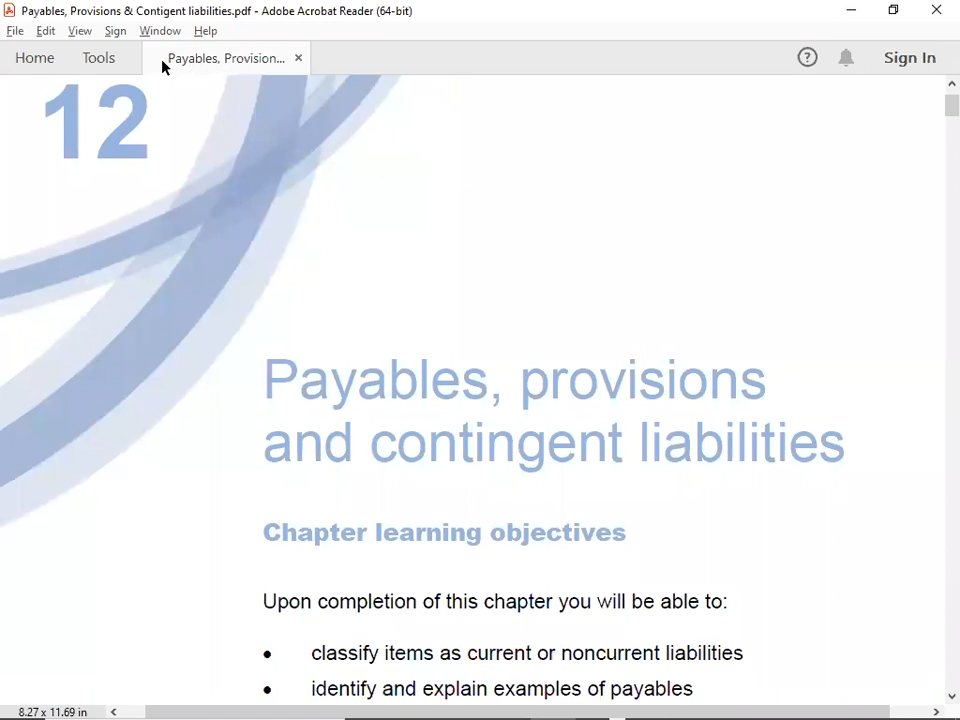 Payables, Provisions & Contigent liabilities.pdf - Adobe Acrobat Reader (64-bit)
File Edit View Sign Window Help
Home Tools Payables, Provision... × Sign In
12
Payables, provisions
and contingent liabilities
Chapter learning objectives
Upon completion of this chapter you will be able to:
• classify items as current or noncurrent liabilities
• identify and explain examples of payables
8.27 x 11.69 in